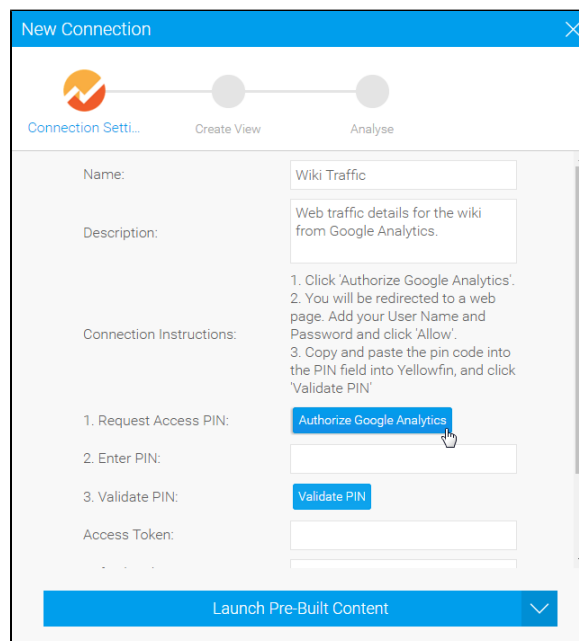 New Connection
Connection Setti...
Create View
Analyse
Name:
Wiki Traffic
Description:
Web traffic details for the wiki
from Google Analytics.
Connection Instructions:
1. Click 'Authorize Google Analytics'.
2. You will be redirected to a web
page. Add your User Name and
Password and click 'Allow'.
3. Copy and paste the pin code into
the PIN field into Yellowfin, and click
'Validate PIN'
1. Request Access PIN:
Authorize Google Analytics
2. Enter PIN:
3. Validate PIN:
Validate PIN
Access Token:
Launch Pre-Built Content